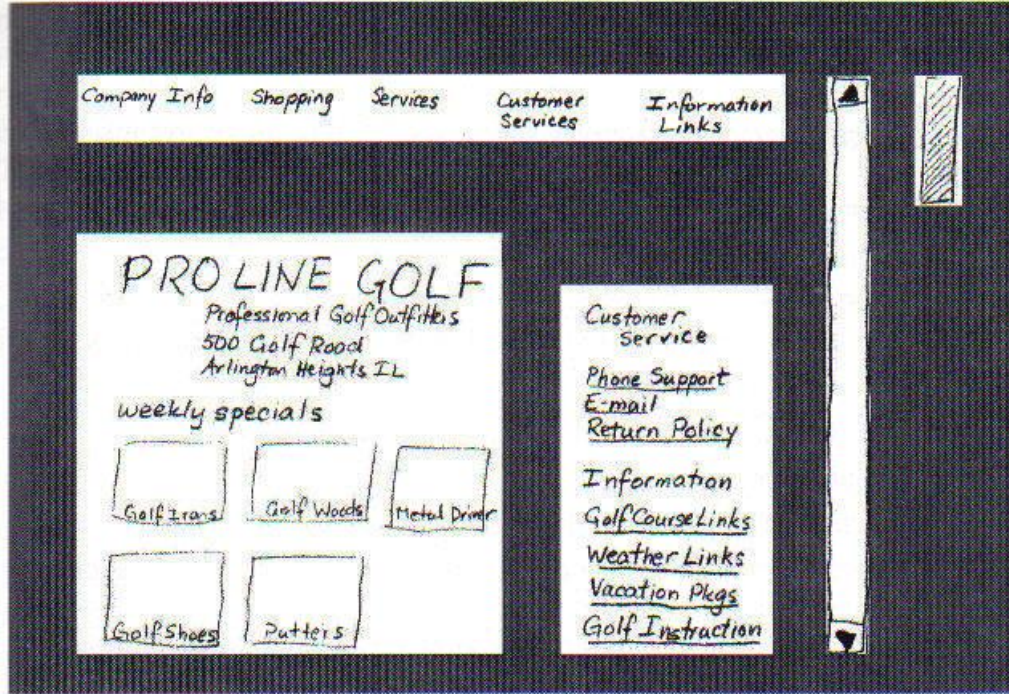 Company Info Shopping Services Customer Services Information Links
PRO LINE GOLF
Professional Golf Outfitters
500 Golf Road
Arlington Heights IL
weekly specials
Golf Irons Golf Woods Metal Driver
Golf Shoes Putters
Customer
Service
Phone Support
E-mail
Return Policy
Information
Golf Course Links
Weather Links
Vacation Pkgs
Golf Instruction